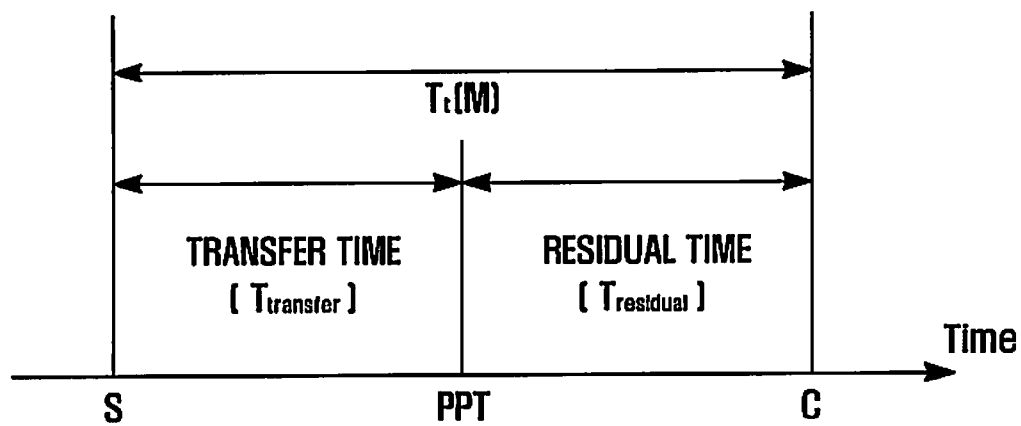 Tt(M)
TRANSFER TIME
( Ttransfer )
RESIDUAL TIME
( Tresidual )
Time
S
PPT
C